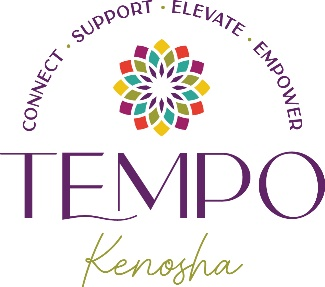 CONNECT · SUPPORT · ELEVATE · EMPOWER
TEMPO
Kenosha